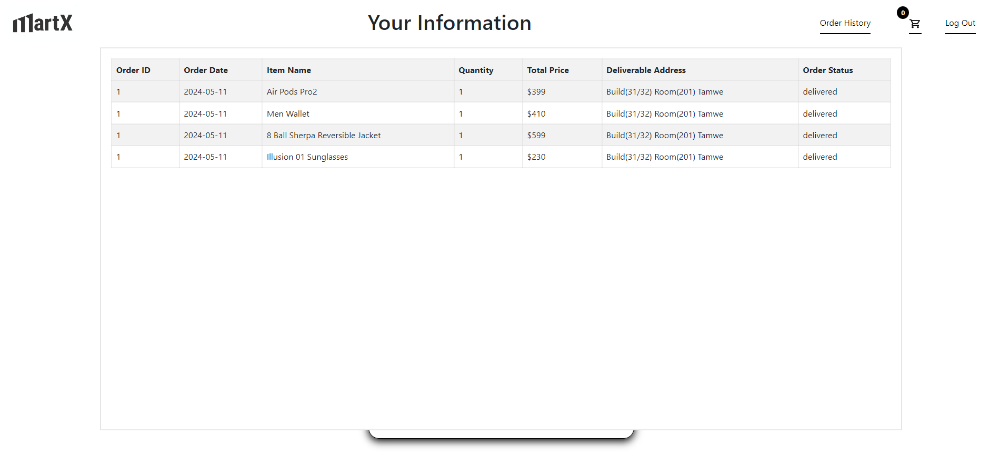 martX
Your Information
Order History
0
Log Out
Order ID Order Date Item Name Quantity Total Price Deliverable Address Order Status
1 2024-05-11 Air Pods Pro2 1 $399 Build(31/32) Room(201) Tamwe delivered
1 2024-05-11 Men Wallet 1 $410 Build(31/32) Room(201) Tamwe delivered
1 2024-05-11 8 Ball Sherpa Reversible Jacket 1 $599 Build(31/32) Room(201) Tamwe delivered
1 2024-05-11 Illusion 01 Sunglasses 1 $230 Build(31/32) Room(201) Tamwe delivered